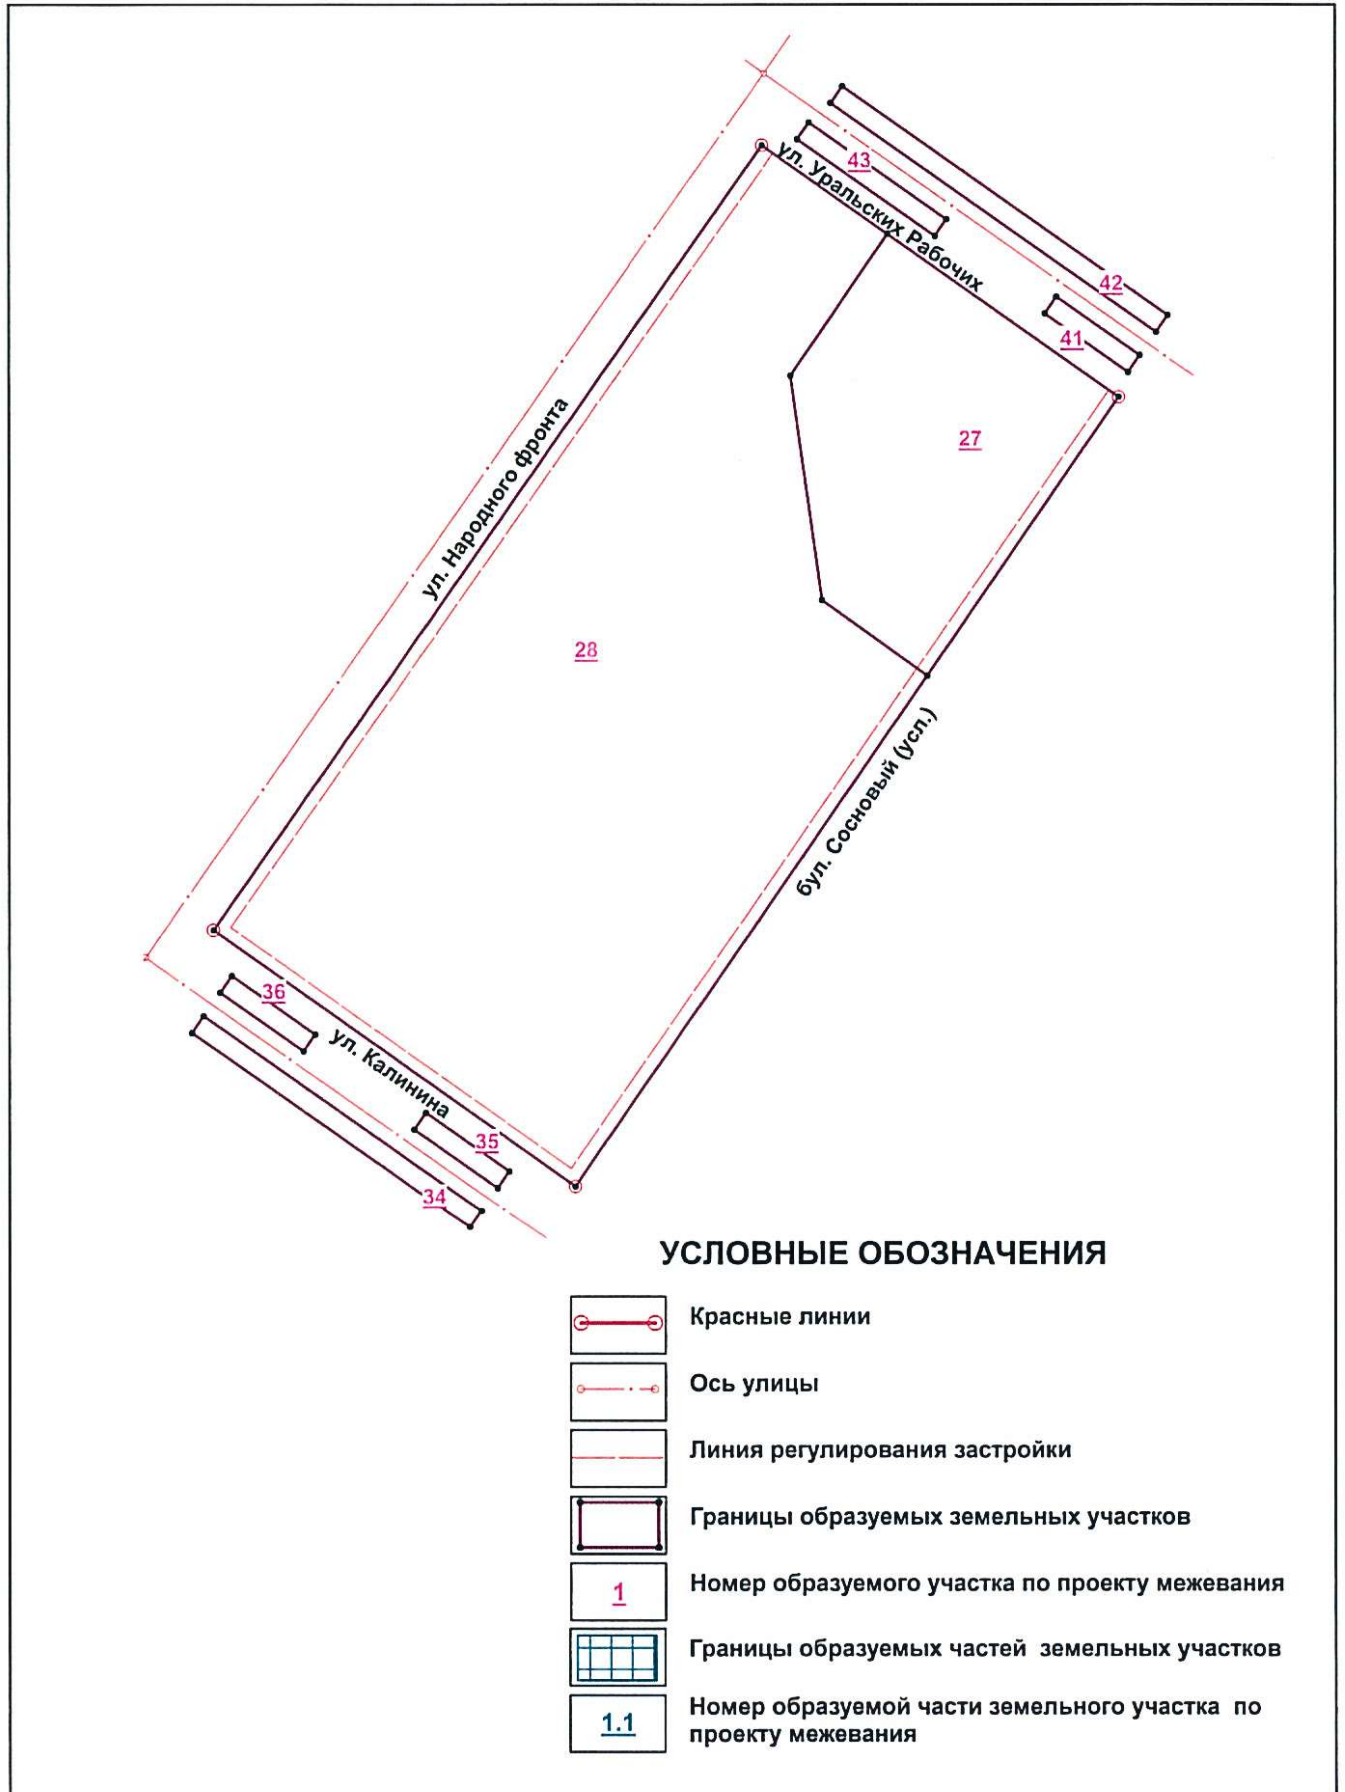 43
ул. Уральских Рабочих
42
41
27
ул. Народного фронта
28
бул. Сосновый (усл.)
36
ул. Калинина
35
34
УСЛОВНЫЕ ОБОЗНАЧЕНИЯ
Красные линии
Ось улицы
Линия регулирования застройки
Границы образуемых земельных участков
1
Номер образуемого участка по проекту межевания
Границы образуемых частей земельных участков
1.1
Номер образуемой части земельного участка по
проекту межевания